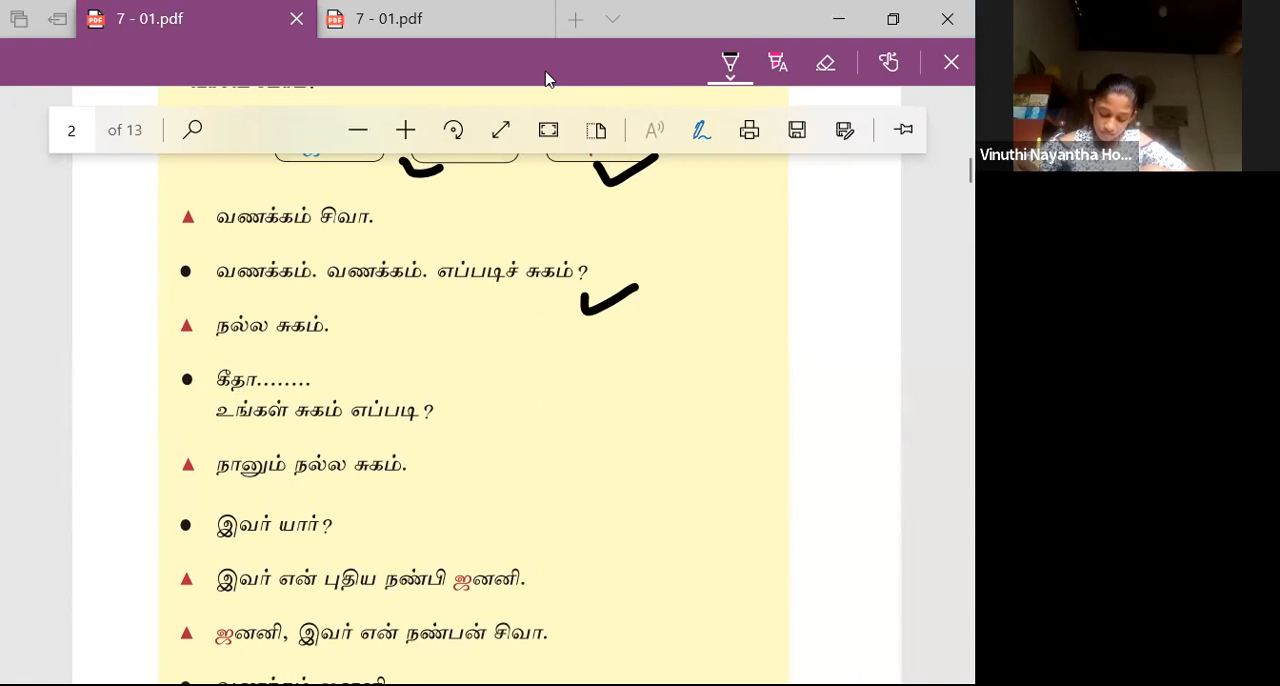 7 - 01.pdf
7 - 01.pdf
2 of 13
Vinuthi Nayantha Ho...
▲ வணக்கம் சிவா.
● வணக்கம். வணக்கம். எப்படிச் சுகம்?
▲ நல்ல சுகம்.
● கீதா........
உங்கள் சுகம் எப்படி?
▲ நானும் நல்ல சுகம்.
● இவர் யார்?
▲ இவர் என் புதிய நண்பி ஜனனி.
▲ ஜனனி, இவர் என் நண்பன் சிவா.